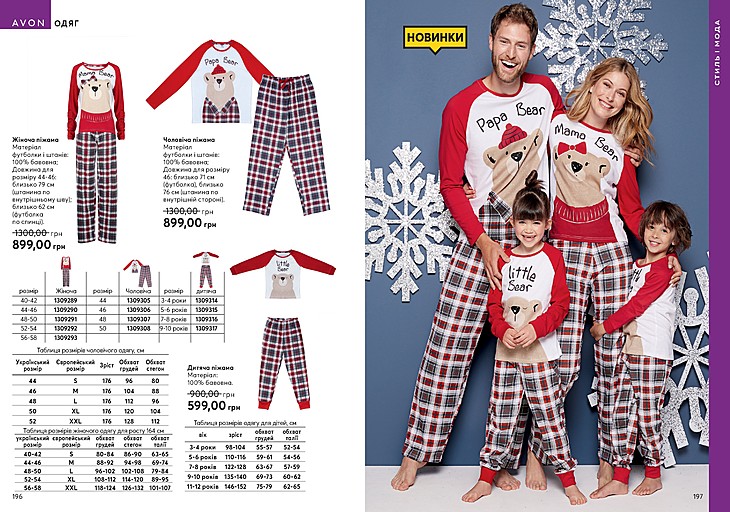 AVON ОДЯГ
Mama Bear
Papa Bear
Жіноча піжама
Матеріал
футболки і штанів:
100% бавовна;
Довжина для
розміру 44-46:
близько 79 см
(штанина по
внутрішньому шву);
близько 62 см
(футболка
по спинці).
1300,00 грн
899,00 грн
Чоловіча піжама
Матеріал
футболки і штанів:
100% бавовна;
Довжина для розміру
46: близько 71 см
(футболка), близько
76 см (штанина по
внутрішній стороні).
1300,00 грн
899,00 грн
розмір Жіноча розмір Чоловіча розмір дитяча
40-42 1309289 44 1309305 3-4 роки 1309314
44-46 1309290 46 1309306 5-6 років 1309315
48-50 1309291 48 1309307 7-8 років 1309316
52-54 1309292 50 1309308 9-10 років 1309317
56-58 1309293
little Bear
Таблиця розмірів чоловічого одягу, см
Український розмір Європейський розмір Зріст Обхват грудей Обхват стегон
44 S 176 96 80
46 M 176 104 88
48 L 176 112 96
50 XL 176 120 104
52 XXL 176 128 112
Таблиця розмірів жіночого одягу для росту 164 см
український розмір європейський розмір обхват грудей обхват стегон обхват талії
40-42 S 80-84 86-90 63-65
44-46 M 88-92 94-98 69-74
48-50 L 96-102 102-108 79-84
52-54 XL 108-112 114-120 89-95
56-58 XXL 118-124 126-132 101-107
Дитяча піжама
Матеріал:
100% бавовна.
900,00 грн
599,00 грн
Таблиця розмірів одягу для дітей, см
вік зріст обхват грудей обхват талії
3-4 роки 98-104 55-57 52-54
5-6 років 110-116 59-61 54-56
7-8 років 122-128 63-67 57-59
9-10 років 135-140 69-73 60-62
11-12 років 146-152 75-79 62-65
196
НОВИНКИ
Papa Bear
Mama Bear
little Bear
СТИЛЬ І МОДА
197